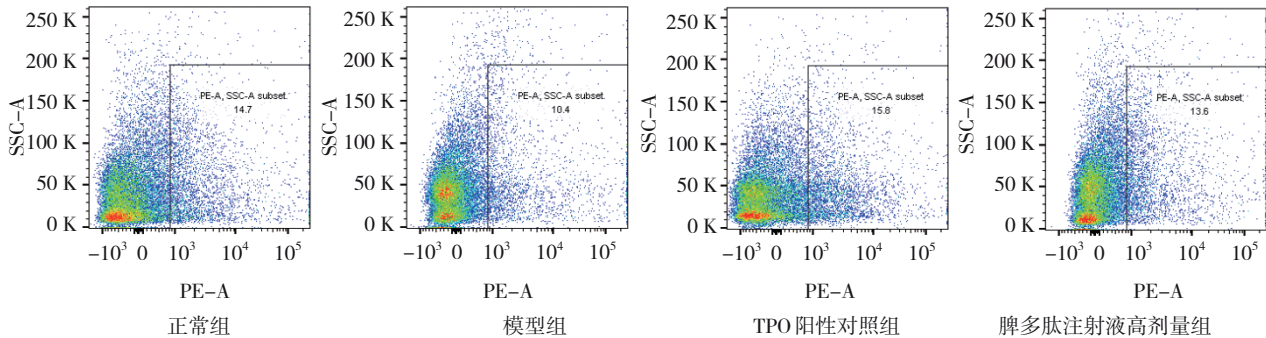 250 K
200 K
150 K
100 K
50 K
0 K
SSC-A
PE-A, SSC-A subset
14.7
−10³ 0 10³ 10⁴ 10⁵
PE-A
正常组
250 K
200 K
150 K
100 K
50 K
0 K
SSC-A
PE-A, SSC-A subset
10.4
−10³ 0 10³ 10⁴ 10⁵
PE-A
模型组
250 K
200 K
150 K
100 K
50 K
0 K
SSC-A
PE-A, SSC-A subset
15.8
−10³ 0 10³ 10⁴ 10⁵
PE-A
TPO 阳性对照组
250 K
200 K
150 K
100 K
50 K
0 K
SSC-A
PE-A, SSC-A subset
13.6
−10³ 0 10³ 10⁴ 10⁵
PE-A
脾多肽注射液高剂量组